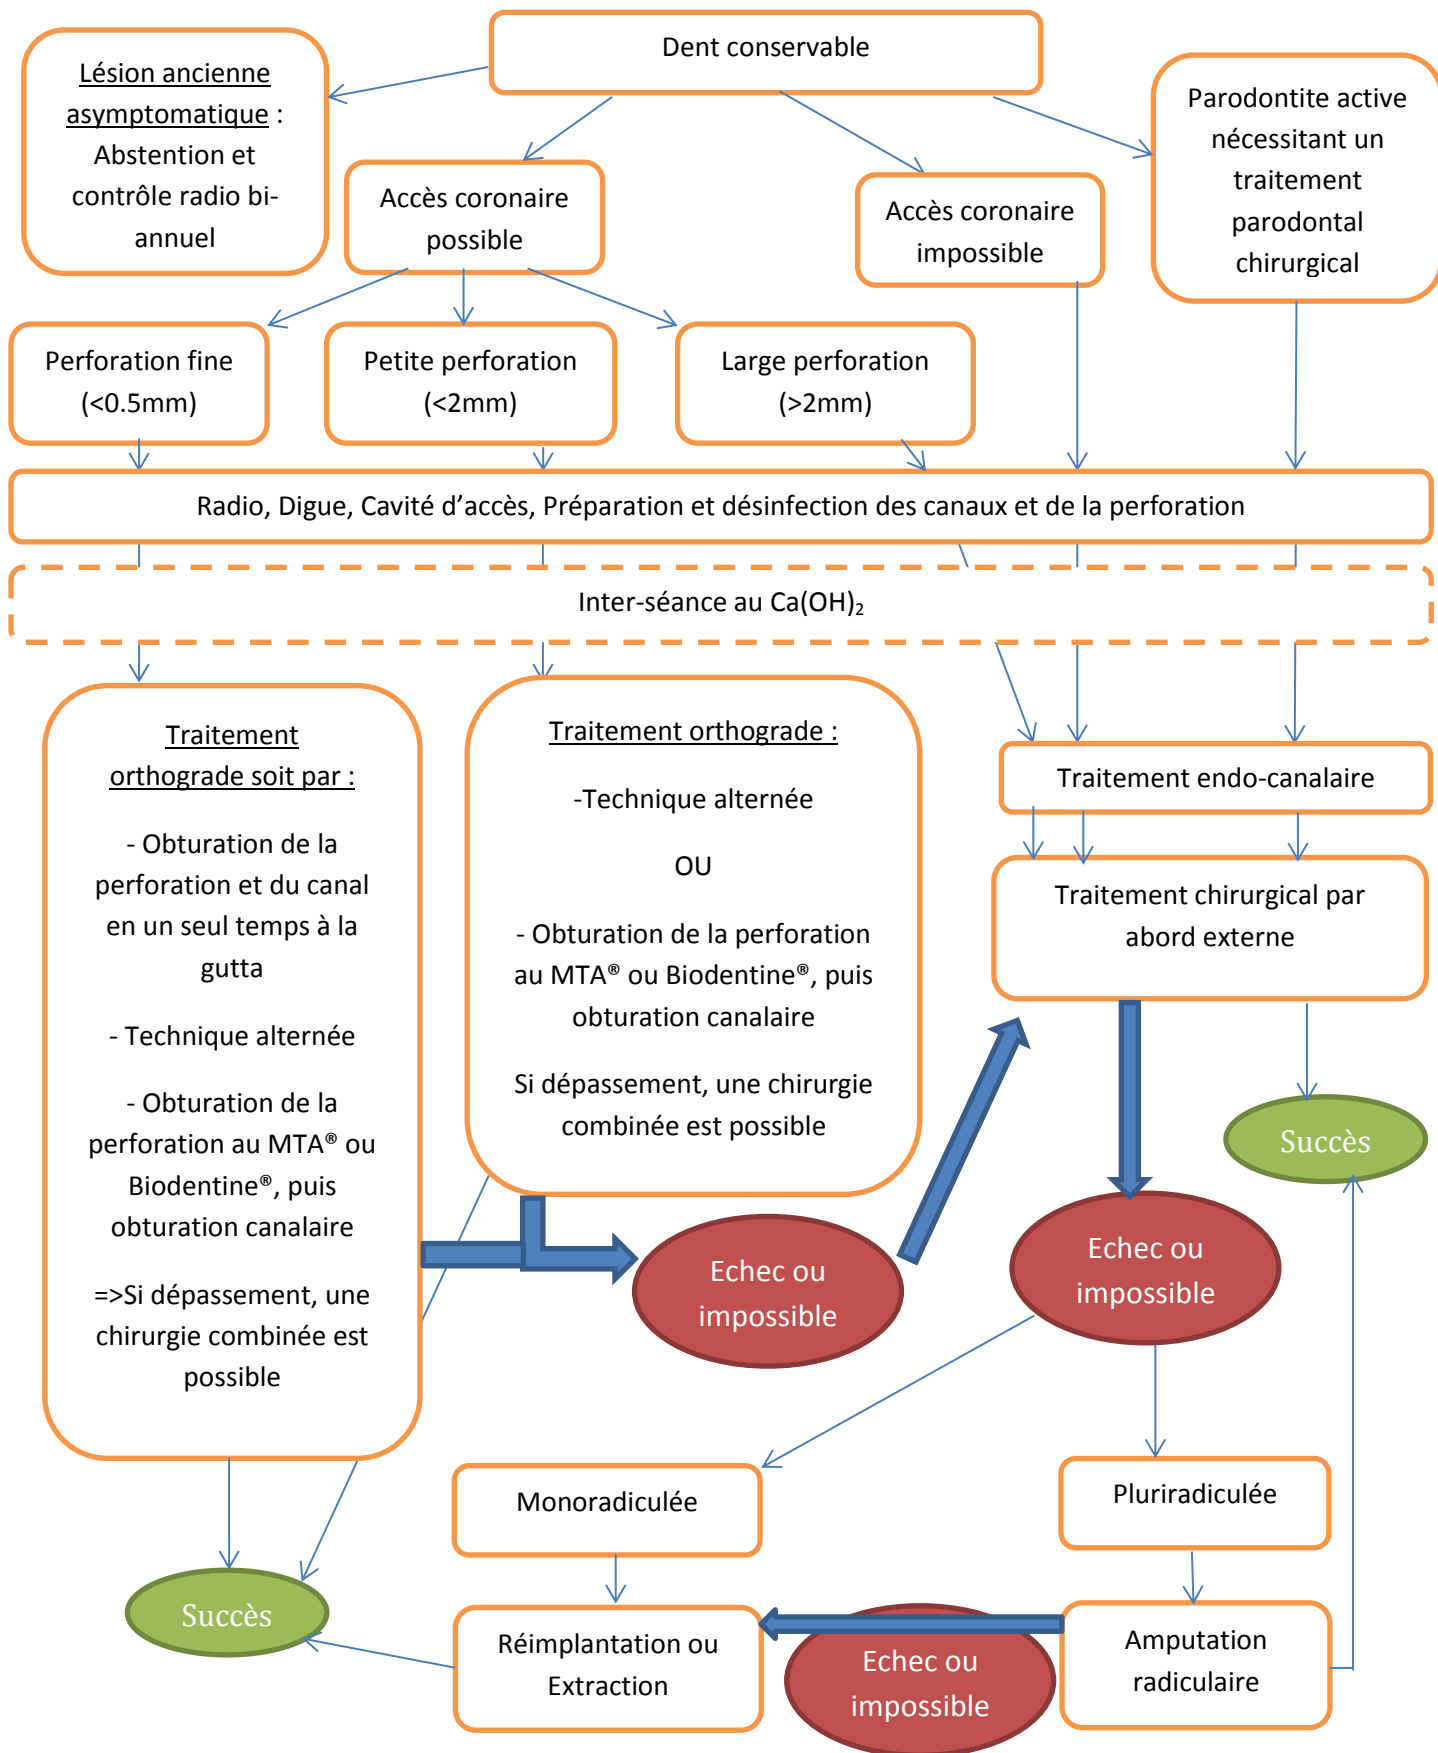 Dent conservable
Lésion ancienne
asymptomatique :
Abstention et
contrôle radio bi-
annuel
Accès coronaire
possible
Accès coronaire
impossible
Parodontite active
nécessitant un
traitement
parodontal
chirurgical
Perforation fine
(<0.5mm)
Petite perforation
(<2mm)
Large perforation
(>2mm)
Radio, Digue, Cavité d’accès, Préparation et désinfection des canaux et de la perforation
Inter-séance au Ca(OH)₂
Traitement
orthograde soit par :
- Obturation de la
perforation et du canal
en un seul temps à la
gutta
- Technique alternée
- Obturation de la
perforation au MTA® ou
Biodentine®, puis
obturation canalaire
=>Si dépassement, une
chirurgie combinée est
possible
Traitement orthograde :
-Technique alternée
OU
- Obturation de la perforation
au MTA® ou Biodentine®, puis
obturation canalaire
Si dépassement, une chirurgie
combinée est possible
Traitement endo-canalaire
Traitement chirurgical par
abord externe
Succès
Echec ou
impossible
Echec ou
impossible
Monoradiculée
Pluriradiculée
Succès
Réimplantation ou
Extraction
Echec ou
impossible
Amputation
radiculaire